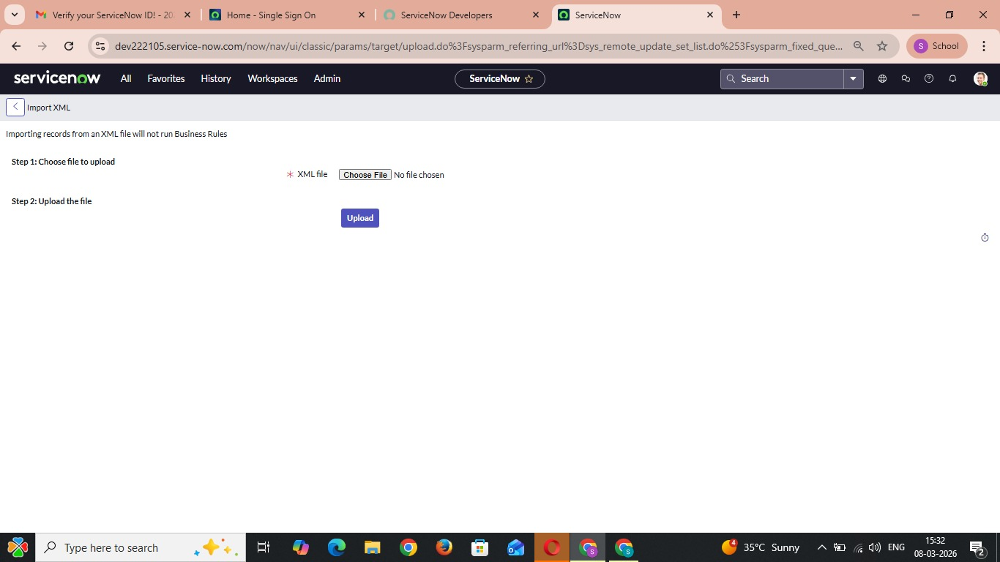 Verify your ServiceNow ID! - 20
Home - Single Sign On
ServiceNow Developers
ServiceNow
dev222105.service-now.com/now/nav/ui/classic/params/target/upload.do%3Fsysparm_referring_url%3Dsys_remote_update_set_list.do%253Fsysparm_fixed_que...
S School
servicenow
All Favorites History Workspaces Admin
ServiceNow
Search
Import XML
Importing records from an XML file will not run Business Rules
Step 1: Choose file to upload
XML file Choose File No file chosen
Step 2: Upload the file
Upload
Type here to search
S
S
4
35°C Sunny
ENG
15:32
08-03-2026
2